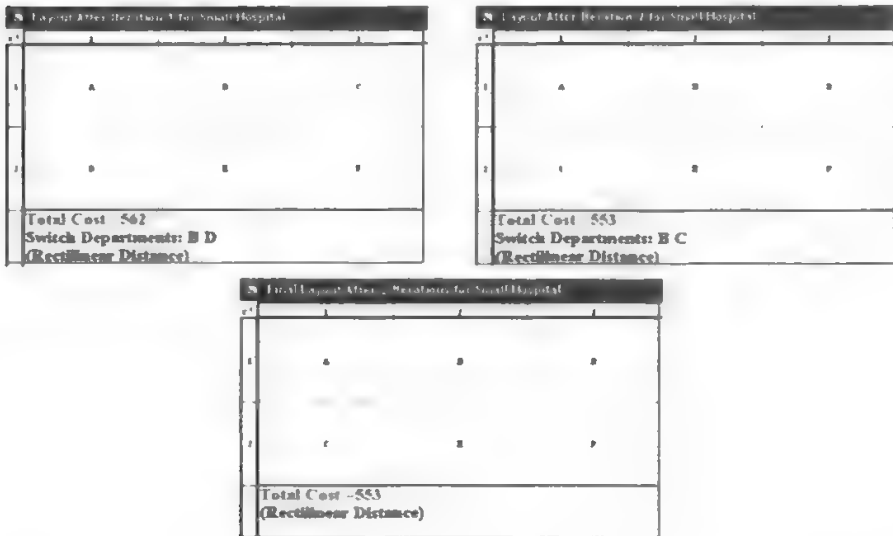 Layout After Iteration 1 for Small Hospital
A
C
E
F
Total Cost 562
Switch Departments: B D
(Rectilinear Distance)
Layout After Iteration 2 for Small Hospital
A
E
F
Total Cost 553
Switch Departments: B C
(Rectilinear Distance)
Final Layout After Iterations for Small Hospital
A
C
E
F
Total Cost =553
(Rectilinear Distance)